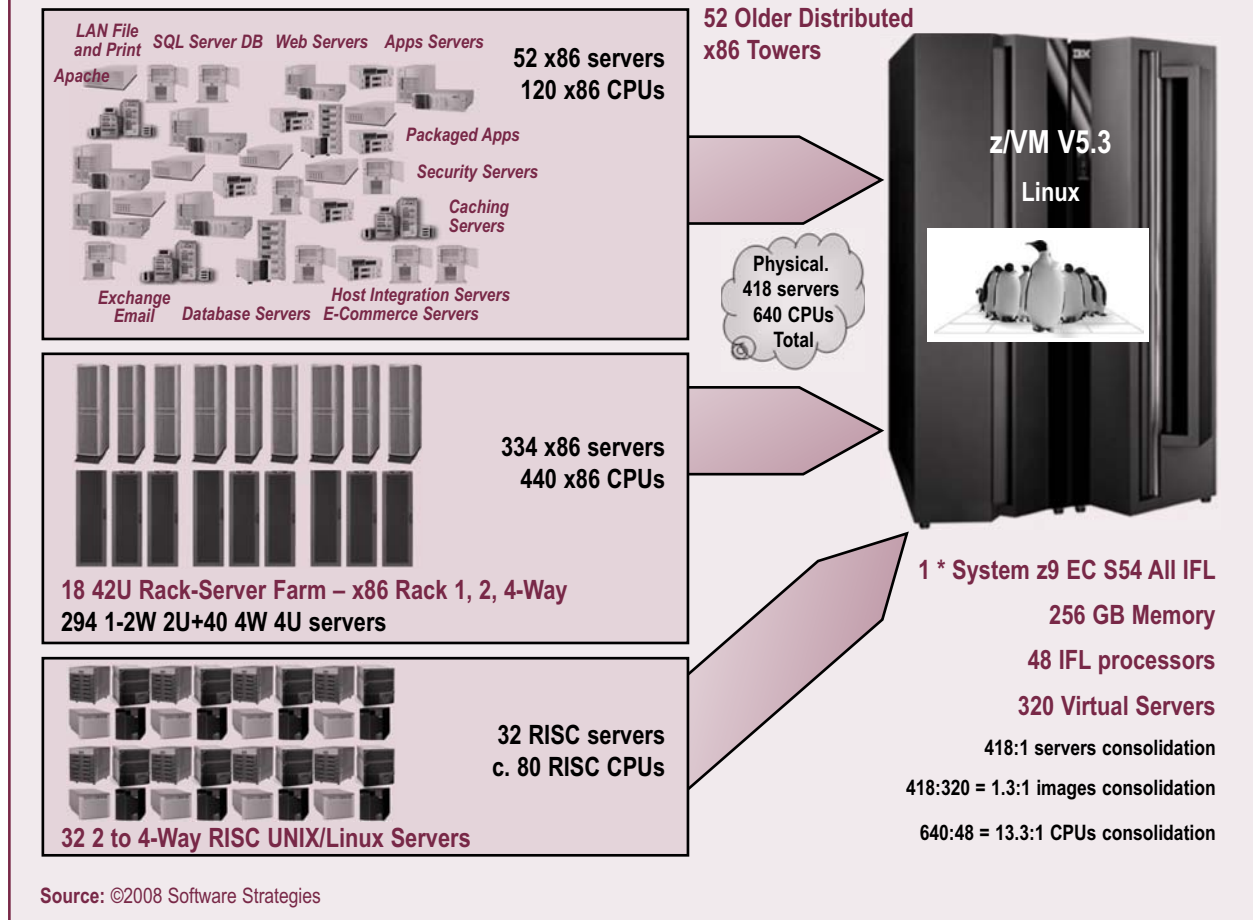 LAN File
and Print
SQL Server DB
Web Servers
Apps Servers
Apache
52 x86 servers
120 x86 CPUs
Packaged Apps
Security Servers
Caching
Servers
Exchange
Email
Database Servers
Host Integration Servers
E-Commerce Servers
52 Older Distributed
x86 Towers
Physical.
418 servers
640 CPUs
Total
334 x86 servers
440 x86 CPUs
18 42U Rack-Server Farm – x86 Rack 1, 2, 4-Way
294 1-2W 2U+40 4W 4U servers
32 RISC servers
c. 80 RISC CPUs
32 2 to 4-Way RISC UNIX/Linux Servers
z/VM V5.3
Linux
1 * System z9 EC S54 All IFL
256 GB Memory
48 IFL processors
320 Virtual Servers
418:1 servers consolidation
418:320 = 1.3:1 images consolidation
640:48 = 13.3:1 CPUs consolidation
Source: ©2008 Software Strategies